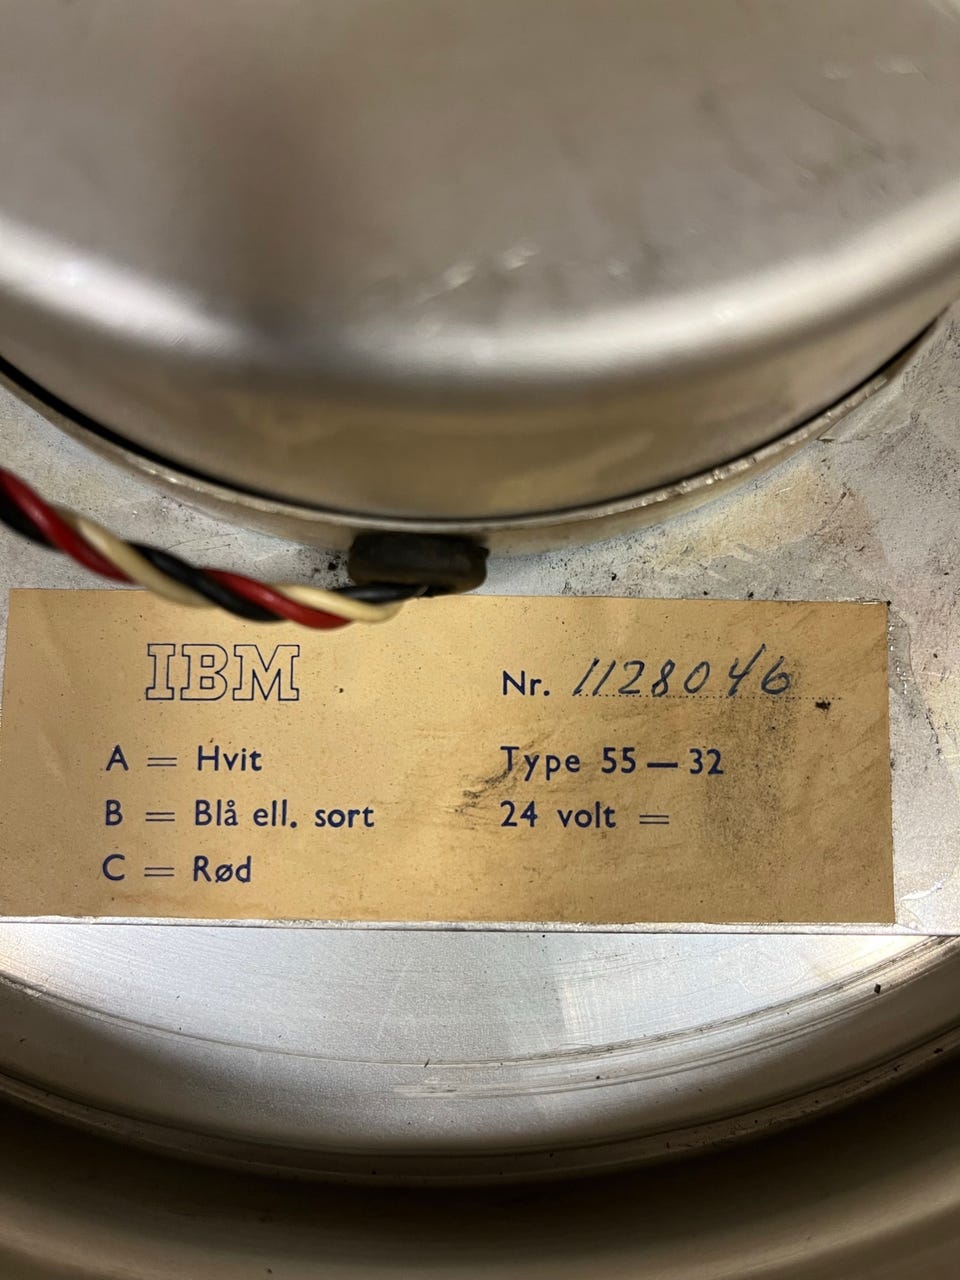 IBM
Nr. 1128046
A = Hvit
Type 55 — 32
B = Blå ell. sort
24 volt =
C = Rød